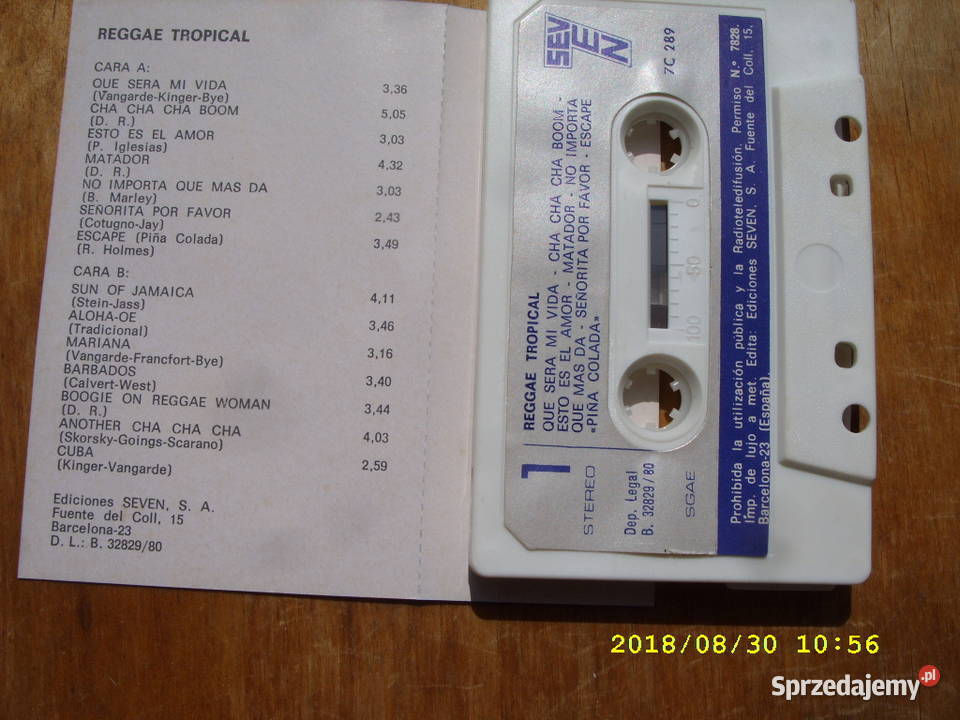 REGGAE TROPICAL
CARA A:
QUE SERA MI VIDA 3,36
(Vangarde-Kinger-Bye)
CHA CHA CHA BOOM 5,05
(D. R.)
ESTO ES EL AMOR 3,03
(P. Iglesias)
MATADOR 4,32
(D. R.)
NO IMPORTA QUE MAS DA 3,03
(B. Marley)
SEÑORITA POR FAVOR 2,43
(Cotugno-Jay)
ESCAPE (Piña Colada) 3,49
(R. Holmes)
CARA B:
SUN OF JAMAICA 4,11
(Stein-Jass)
ALOHA-OE 3,46
(Tradicional)
MARIANA 3,16
(Vangarde-Francfort-Bye)
BARBADOS 3,40
(Calvert-West)
BOOGIE ON REGGAE WOMAN 3,44
(D. R.)
ANOTHER CHA CHA CHA 4,03
(Skorsky-Goings-Scarano)
CUBA 2,59
(Kinger-Vangarde)
Ediciones SEVEN, S. A.
Fuente del Coll, 15
Barcelona-23
D. L.: B. 32829/80
SEVEN
7C 289
REGGAE TROPICAL
QUE SERA MI VIDA - CHA CHA CHA BOOM -
ESTO ES EL AMOR - MATADOR - NO IMPORTA
QUE MAS DA - SEÑORITA POR FAVOR - ESCAPE
«PIÑA COLADA»
1
STEREO
Dep. Legal
B. 32829/80
SGAE
100 50 0
Prohibida la utilización pública y la Radioteledifusión. Permiso N.º 7828.
Imp. de lujo a met. Edita: Ediciones SEVEN, S. A. Fuente del Coll. 15.
Barcelona-23 (España).
2018/08/30 10:56
Sprzedajemy.pl